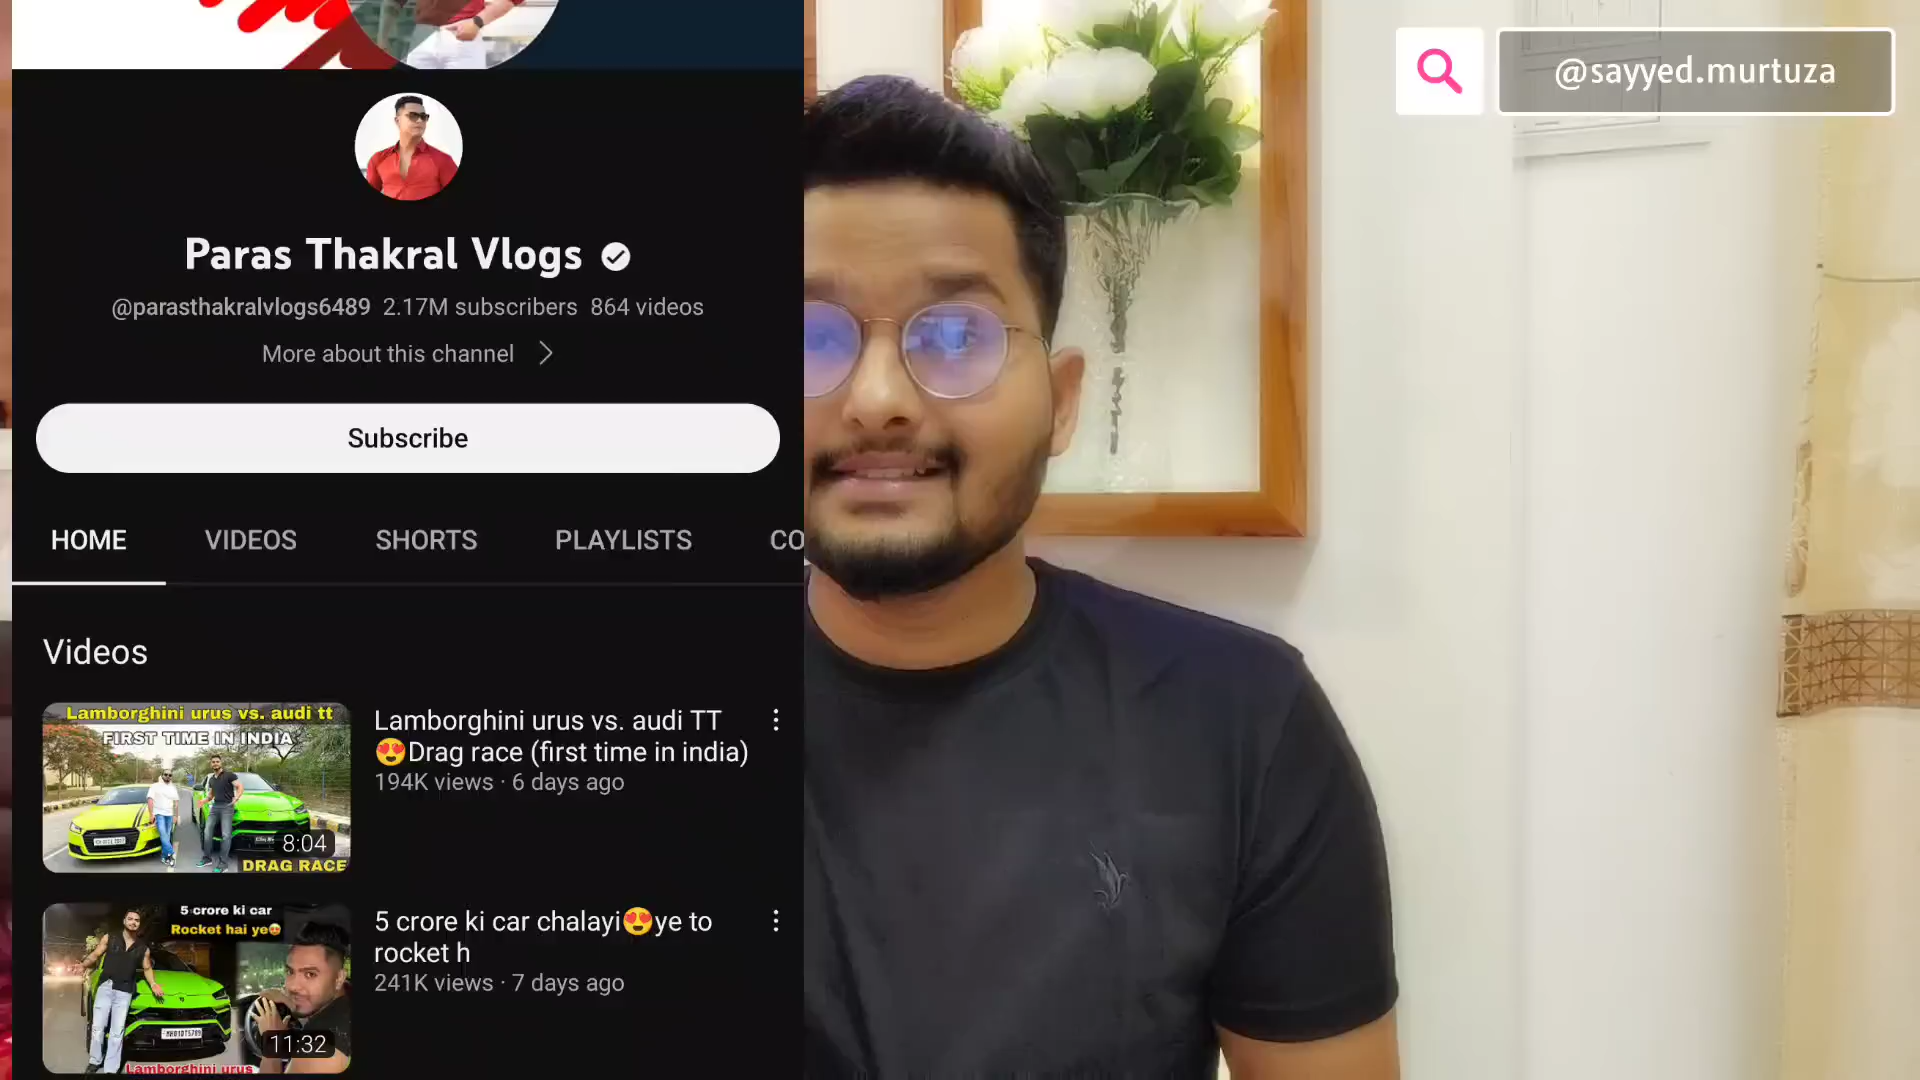 @sayyed.murtuza
Paras Thakral Vlogs
@parasthakralvlogs6489 2.17M subscribers 864 videos
More about this channel
Subscribe
HOME VIDEOS SHORTS PLAYLISTS CO
Videos
Lamborghini urus vs. audi tt
FIRST TIME IN INDIA
8:04
DRAG RACE
Lamborghini urus vs. audi TT
😍Drag race (first time in india)
194K views · 6 days ago
5 crore ki car
Rocket hai ye😍
11:32
Lamborghini urus
5 crore ki car chalayi😍ye to
rocket h
241K views · 7 days ago